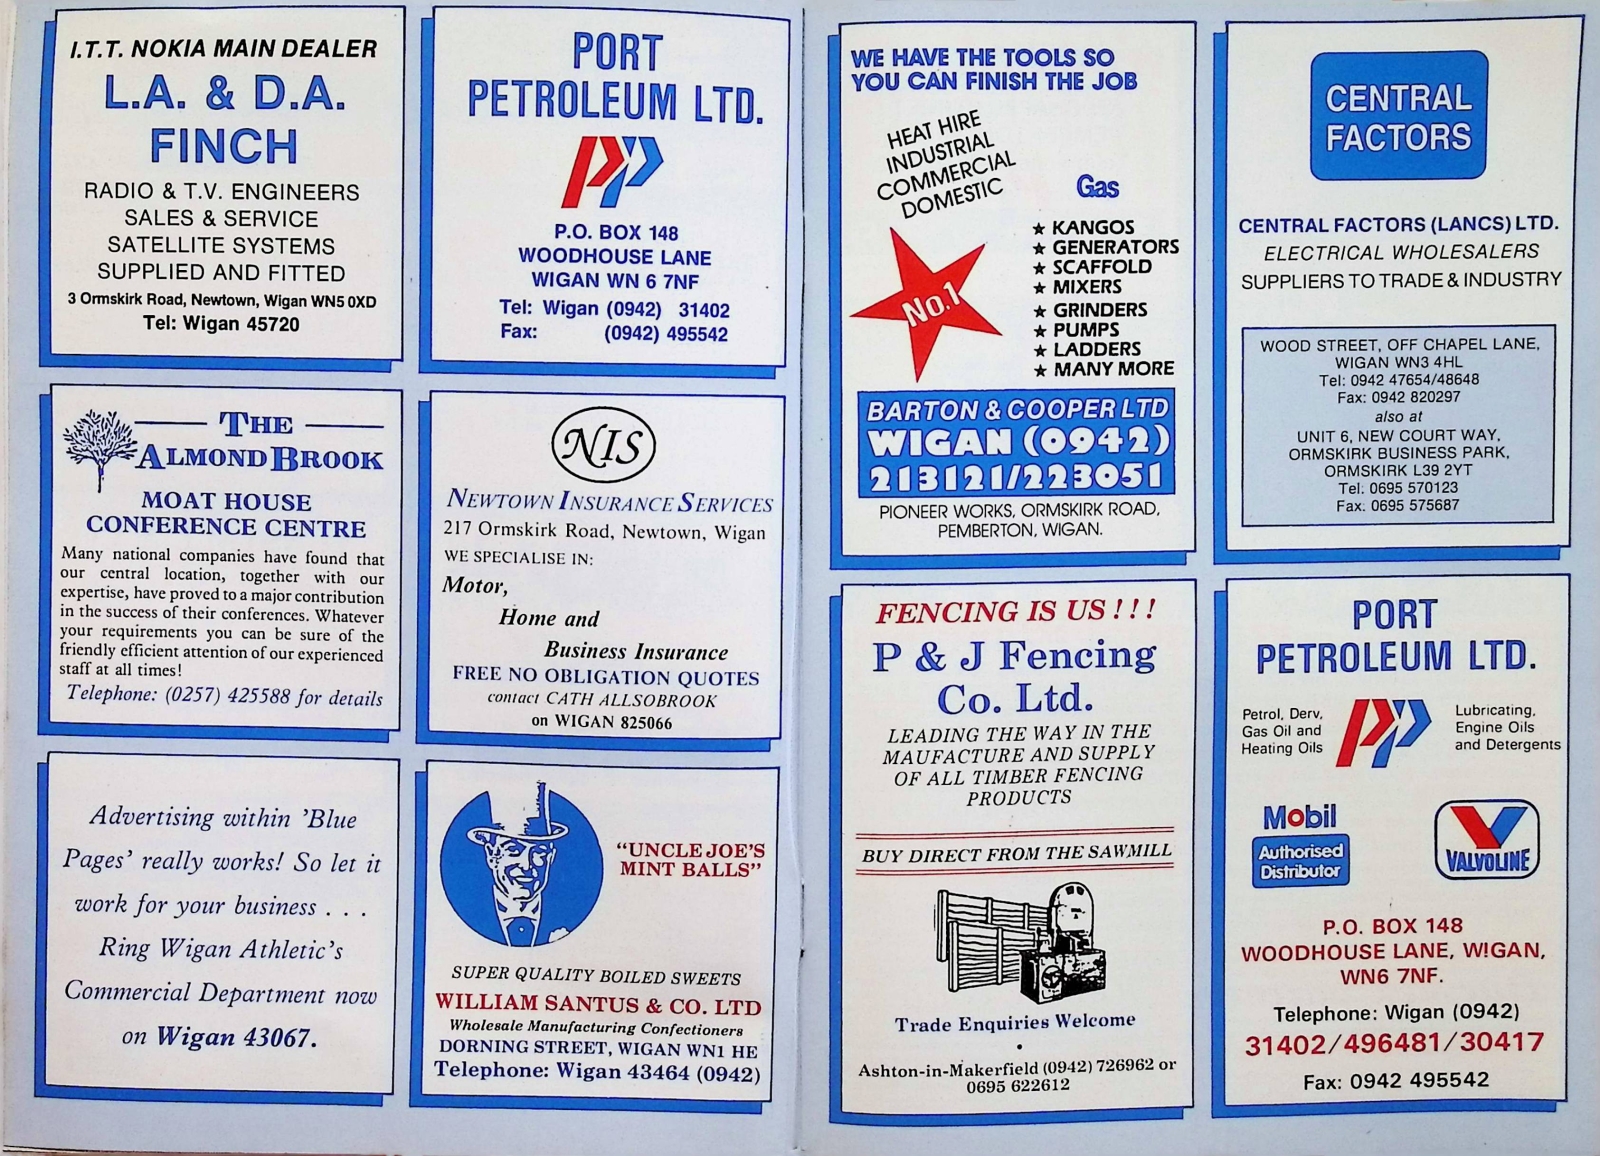 I.T.T. NOKIA MAIN DEALER
L.A. & D.A.
FINCH
RADIO & T.V. ENGINEERS
SALES & SERVICE
SATELLITE SYSTEMS
SUPPLIED AND FITTED
3 Ormskirk Road, Newtown, Wigan WN5 0XD
Tel: Wigan 45720
PORT
PETROLEUM LTD.
PP
P.O. BOX 148
WOODHOUSE LANE
WIGAN WN 6 7NF
Tel: Wigan (0942) 31402
Fax: (0942) 495542
THE
ALMOND BROOK
MOAT HOUSE
CONFERENCE CENTRE
Many national companies have found that
our central location, together with our
expertise, have proved to a major contribution
in the success of their conferences. Whatever
your requirements you can be sure of the
friendly efficient attention of our experienced
staff at all times!
Telephone: (0257) 425588 for details
NIS
NEWTOWN INSURANCE SERVICES
217 Ormskirk Road, Newtown, Wigan
WE SPECIALISE IN:
Motor,
Home and
Business Insurance
FREE NO OBLIGATION QUOTES
contact CATH ALLSOBROOK
on WIGAN 825066
Advertising within 'Blue
Pages' really works! So let it
work for your business . . .
Ring Wigan Athletic's
Commercial Department now
on Wigan 43067.
"UNCLE JOE'S
MINT BALLS"
SUPER QUALITY BOILED SWEETS
WILLIAM SANTUS & CO. LTD
Wholesale Manufacturing Confectioners
DORNING STREET, WIGAN WN1 HE
Telephone: Wigan 43464 (0942)
WE HAVE THE TOOLS SO
YOU CAN FINISH THE JOB
HEAT HIRE
INDUSTRIAL
COMMERCIAL
DOMESTIC
Gas
No.1
★ KANGOS
★ GENERATORS
★ SCAFFOLD
★ MIXERS
★ GRINDERS
★ PUMPS
★ LADDERS
★ MANY MORE
BARTON & COOPER LTD
WIGAN (0942)
213121/223051
PIONEER WORKS, ORMSKIRK ROAD,
PEMBERTON, WIGAN.
CENTRAL
FACTORS
CENTRAL FACTORS (LANCS) LTD.
ELECTRICAL WHOLESALERS
SUPPLIERS TO TRADE & INDUSTRY
WOOD STREET, OFF CHAPEL LANE,
WIGAN WN3 4HL
Tel: 0942 47654/48648
Fax: 0942 820297
also at
UNIT 6, NEW COURT WAY,
ORMSKIRK BUSINESS PARK,
ORMSKIRK L39 2YT
Tel: 0695 570123
Fax: 0695 575687
FENCING IS US!!!
P & J Fencing
Co. Ltd.
LEADING THE WAY IN THE
MAUFACTURE AND SUPPLY
OF ALL TIMBER FENCING
PRODUCTS
BUY DIRECT FROM THE SAWMILL
Trade Enquiries Welcome
•
Ashton-in-Makerfield (0942) 726962 or
0695 622612
PORT
PETROLEUM LTD.
Petrol, Derv,
Gas Oil and
Heating Oils
PP
Lubricating,
Engine Oils
and Detergents
Mobil
Authorised
Distributor
VALVOLINE
P.O. BOX 148
WOODHOUSE LANE, WIGAN,
WN6 7NF.
Telephone: Wigan (0942)
31402/496481/30417
Fax: 0942 495542